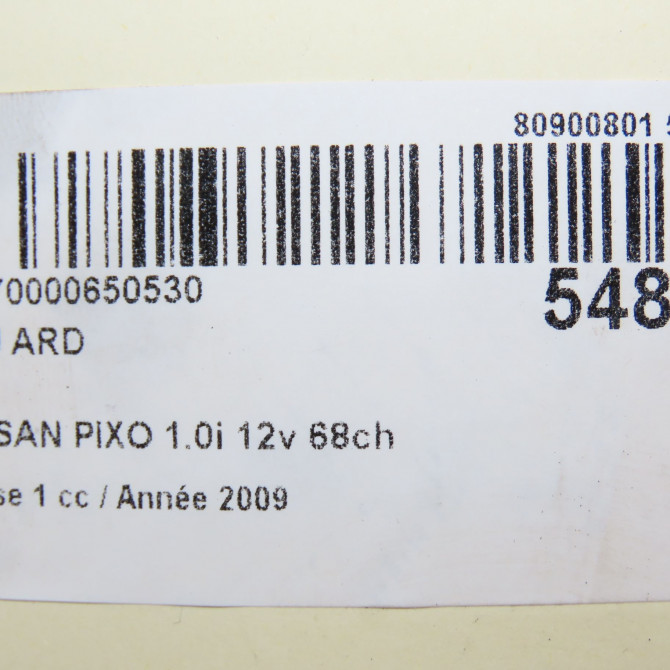 80900801
70000650530
548
ARD
SAN PIXO 1.0i 12v 68ch
se 1 cc / Année 2009